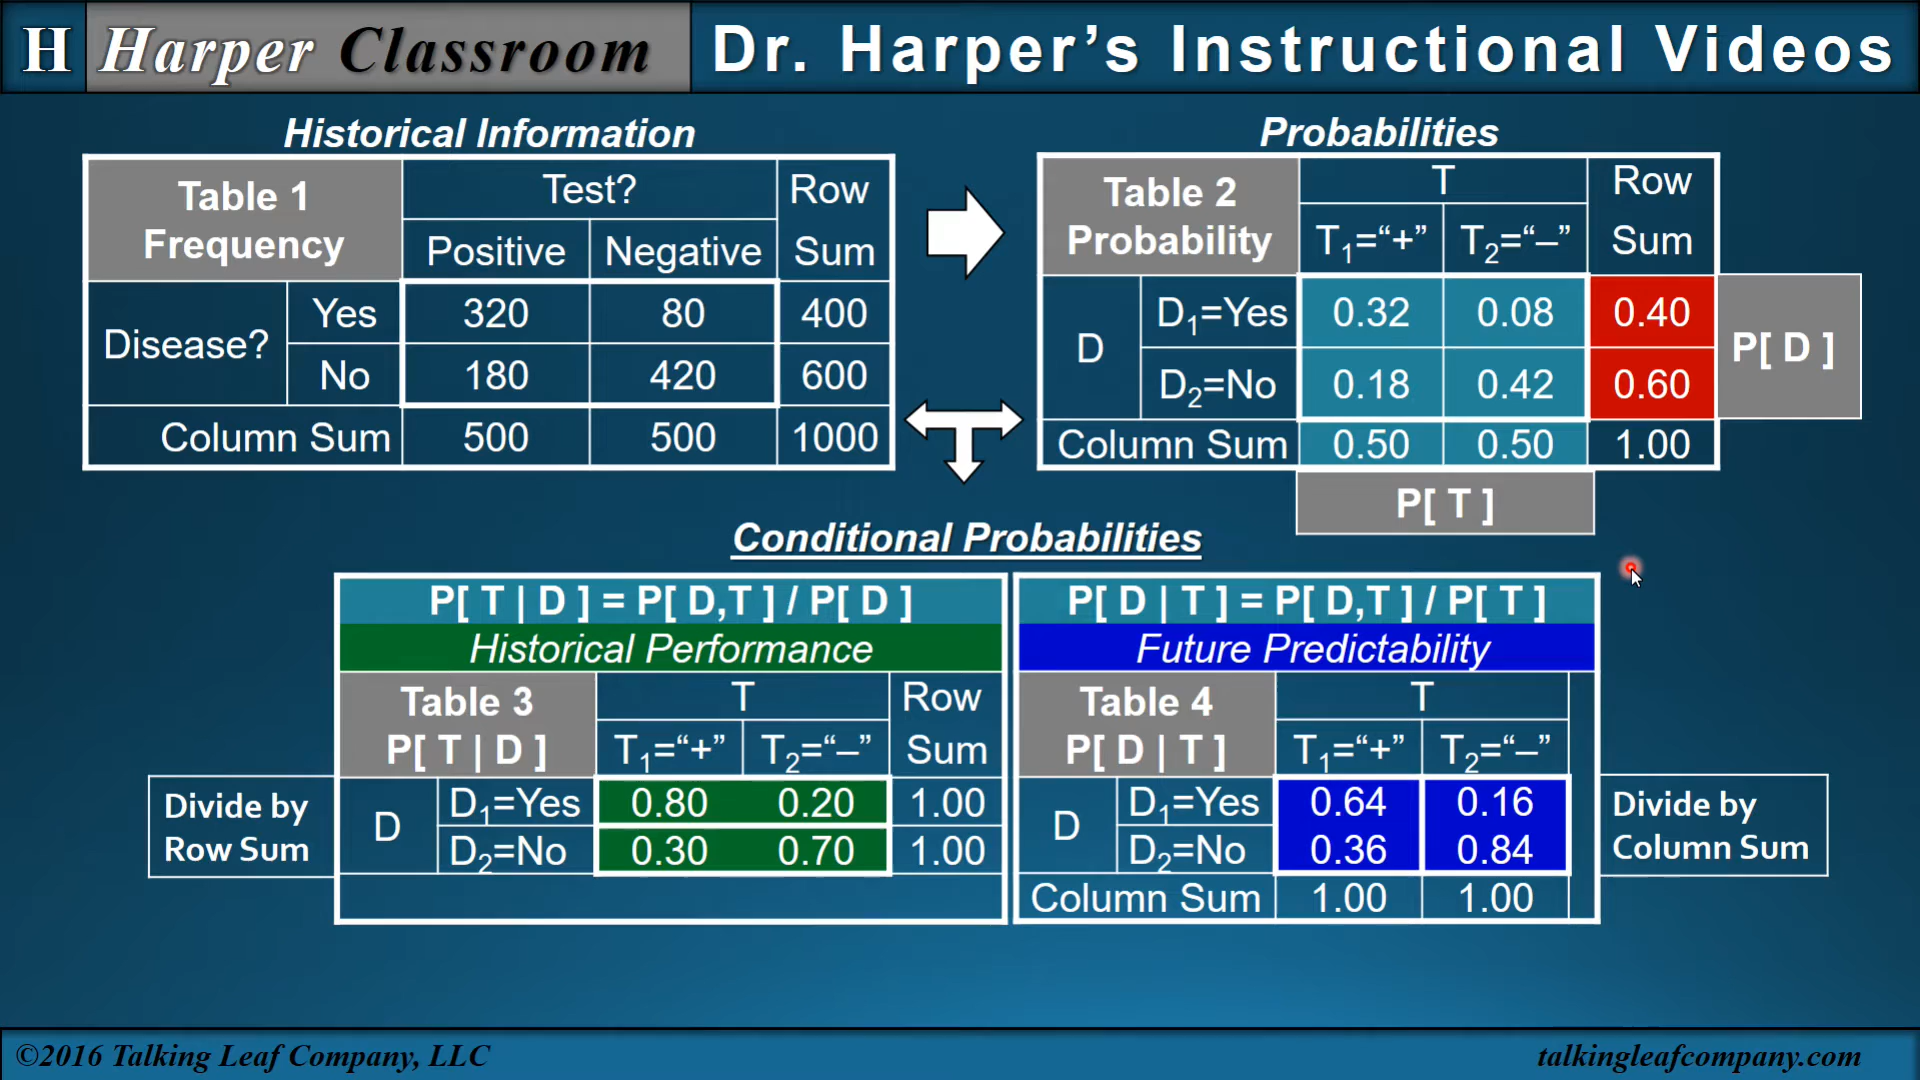 H Harper Classroom Dr. Harper’s Instructional Videos
Historical Information
Table 1
Frequency
Test?
Row
Sum
Positive Negative
Disease? Yes 320 80 400
No 180 420 600
Column Sum 500 500 1000
Probabilities
Table 2
Probability
T
Row
Sum
T1=“+” T2=“–”
D D1=Yes 0.32 0.08 0.40
D2=No 0.18 0.42 0.60
Column Sum 0.50 0.50 1.00
P[ D ]
P[ T ]
Conditional Probabilities
P[ T | D ] = P[ D,T ] / P[ D ]
Historical Performance
Table 3
P[ T | D ]
T
Row
Sum
T1=“+” T2=“–”
D D1=Yes 0.80 0.20 1.00
D2=No 0.30 0.70 1.00
Divide by
Row Sum
P[ D | T ] = P[ D,T ] / P[ T ]
Future Predictability
Table 4
P[ D | T ]
T
T1=“+” T2=“–”
D D1=Yes 0.64 0.16
D2=No 0.36 0.84
Column Sum 1.00 1.00
Divide by
Column Sum
©2016 Talking Leaf Company, LLC
talkingleafcompany.com